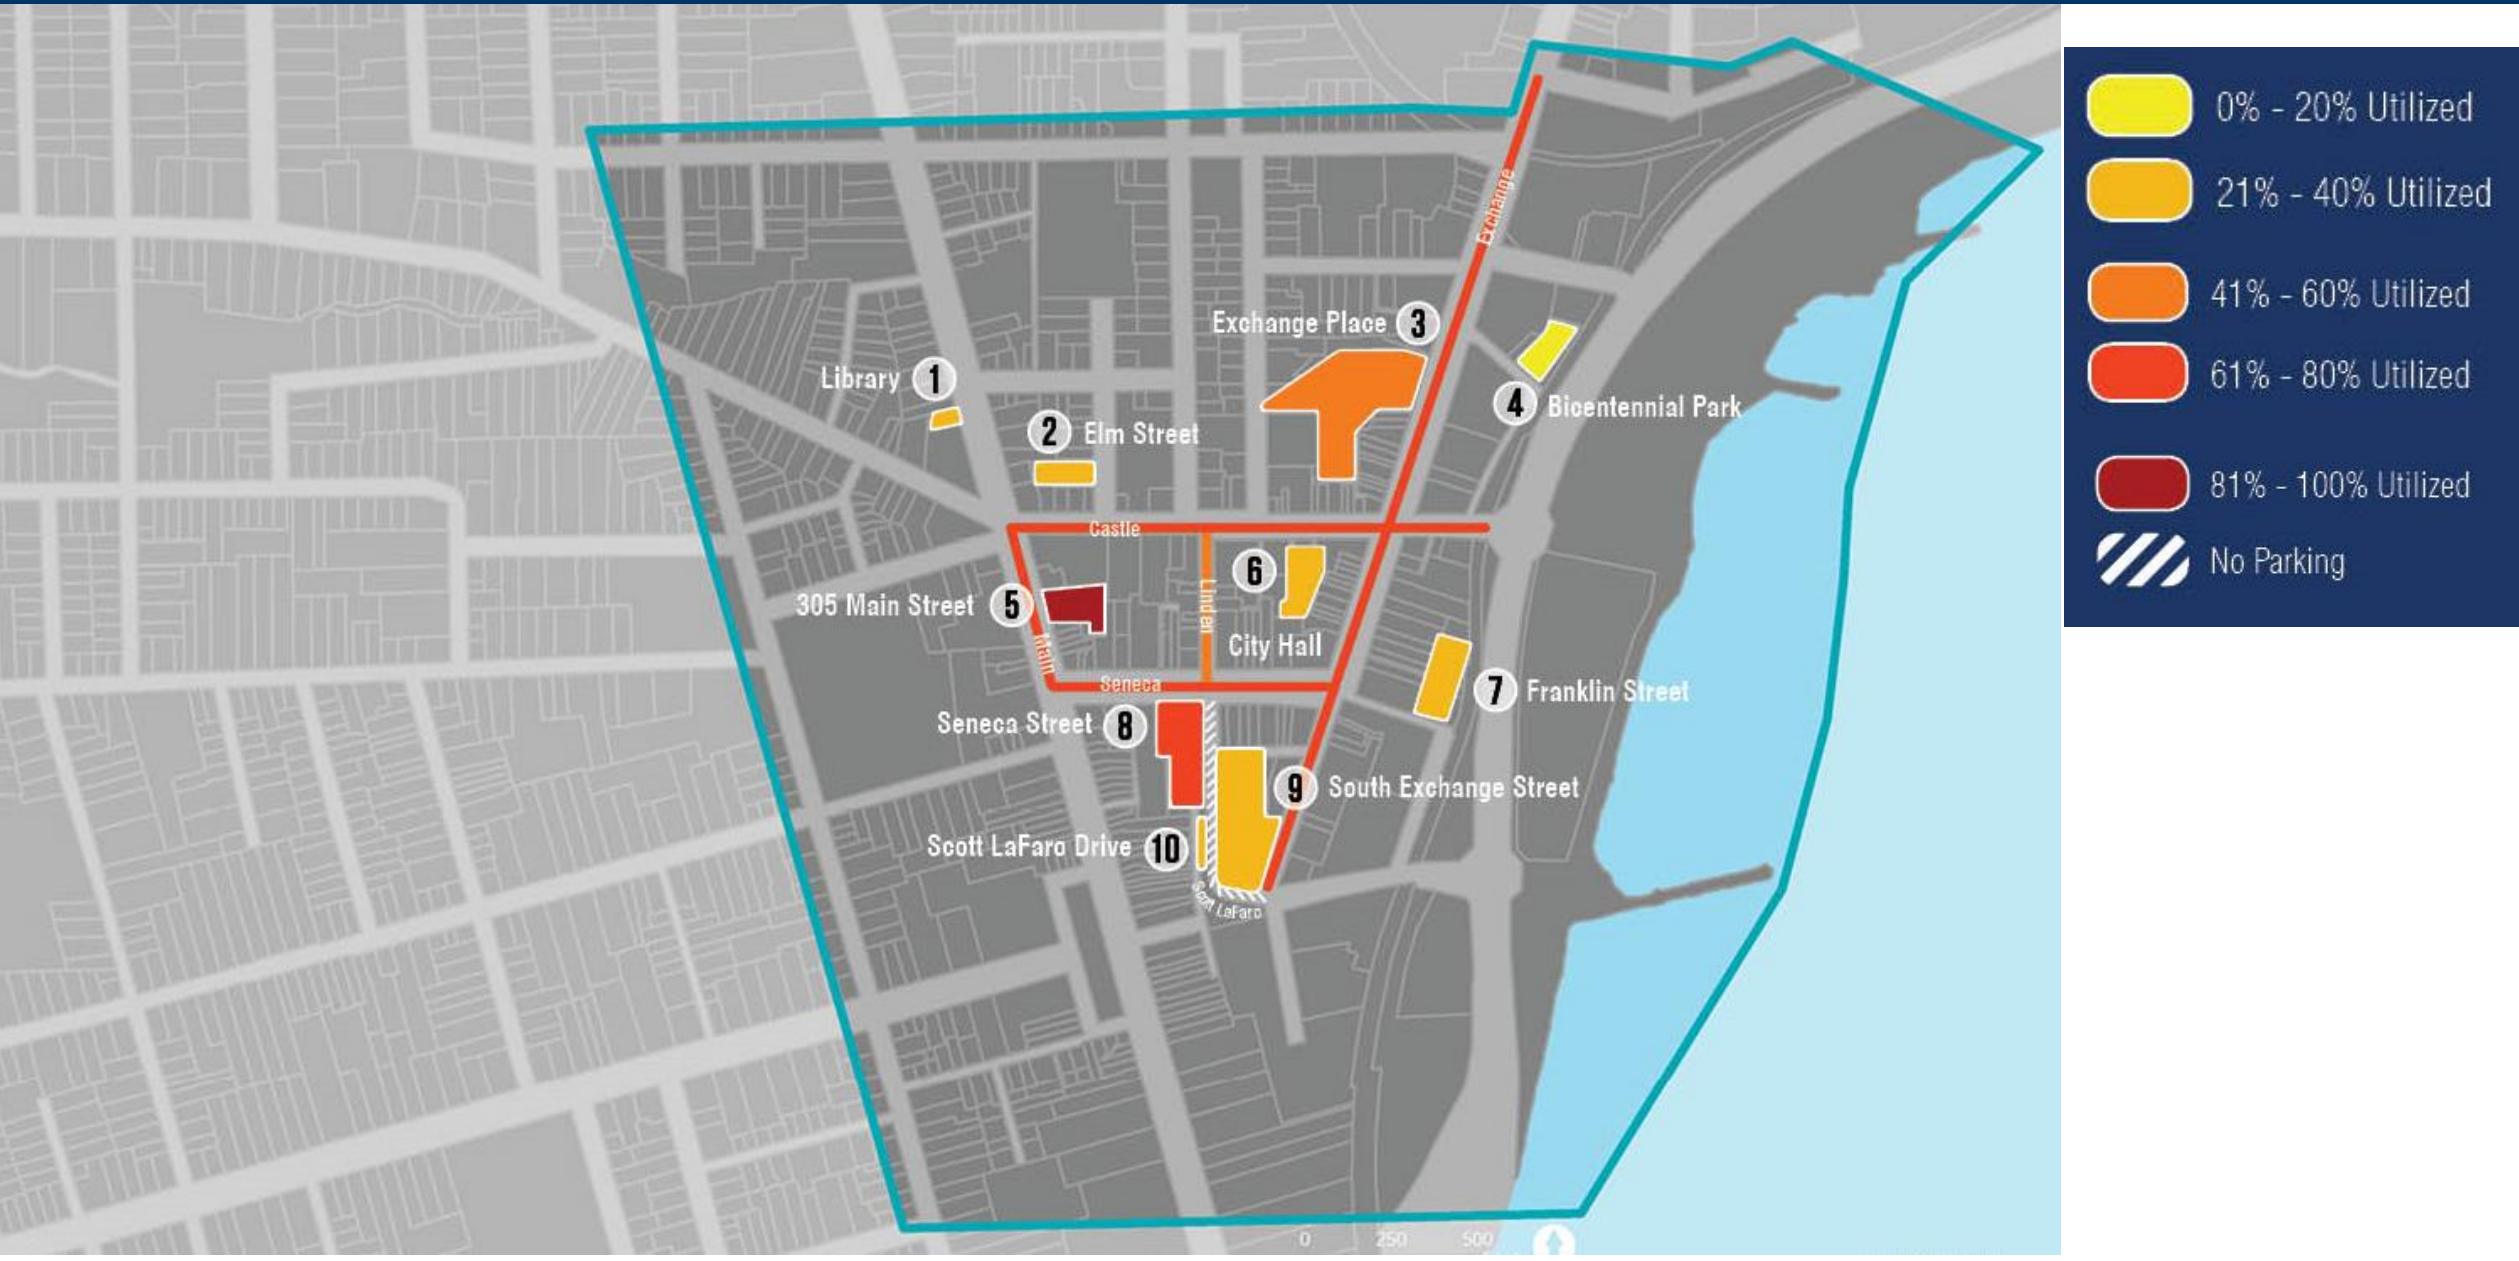 0% - 20% Utilized
21% - 40% Utilized
41% - 60% Utilized
61% - 80% Utilized
81% - 100% Utilized
No Parking
Exchange
Exchange Place 3
Library 1
4 Bicentennial Park
2 Elm Street
Castle
6
City Hall
Linden
305 Main Street 5
Main
Seneca
7 Franklin Street
Seneca Street 8
9 South Exchange Street
Scott LaFaro Drive 10
Scott LaFaro
0 250 500